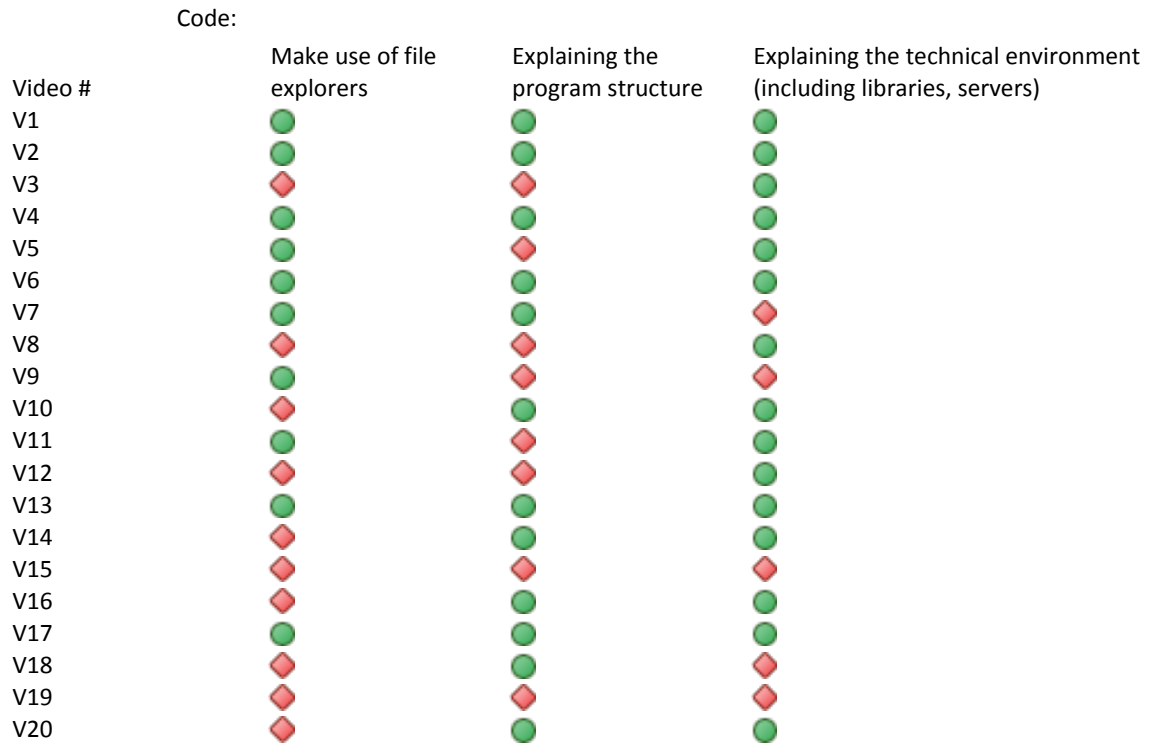 Code:
Make use of file explorers
Explaining the program structure
Explaining the technical environment (including libraries, servers)
Video #
V1
V2
V3
V4
V5
V6
V7
V8
V9
V10
V11
V12
V13
V14
V15
V16
V17
V18
V19
V20